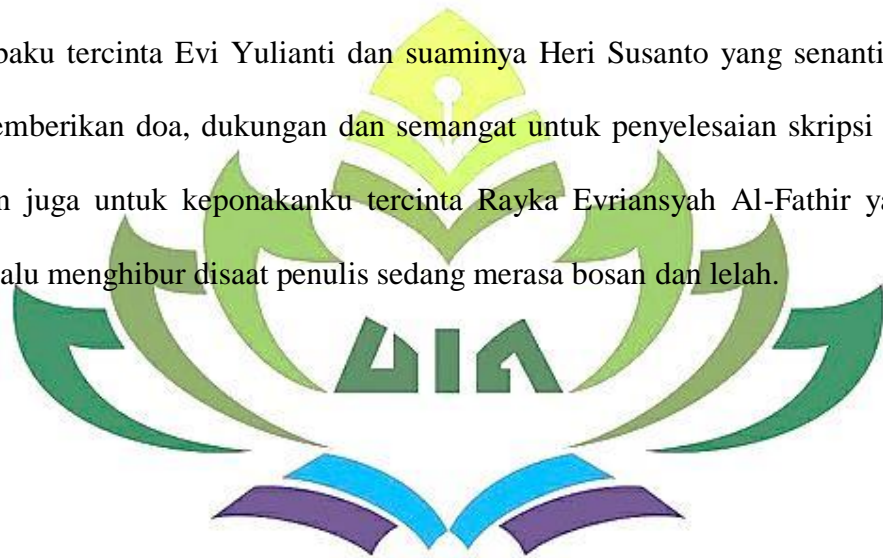 baku tercinta Evi Yulianti dan suaminya Heri Susanto yang senanti
emberikan doa, dukungan dan semangat untuk penyelesaian skripsi
n juga untuk keponakanku tercinta Rayka Evriansyah Al-Fathir ya
alu menghibur disaat penulis sedang merasa bosan dan lelah.
UIN